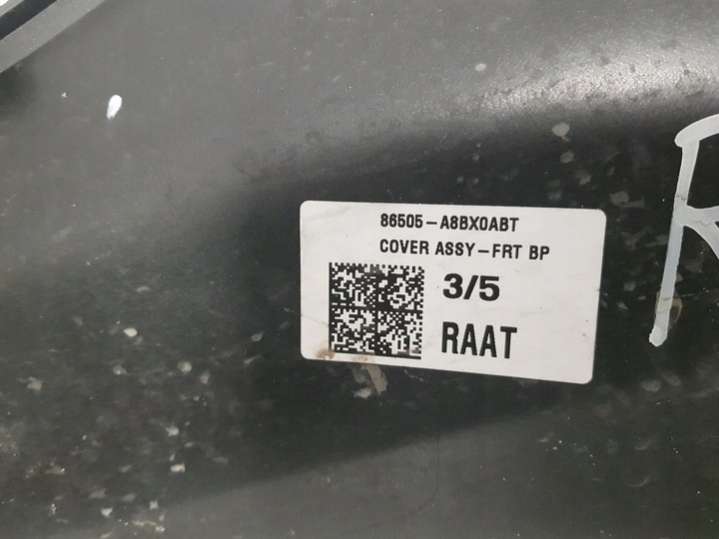 86505-A8BX0ABT
COVER ASSY-FRT BP
3/5
RAAT
R